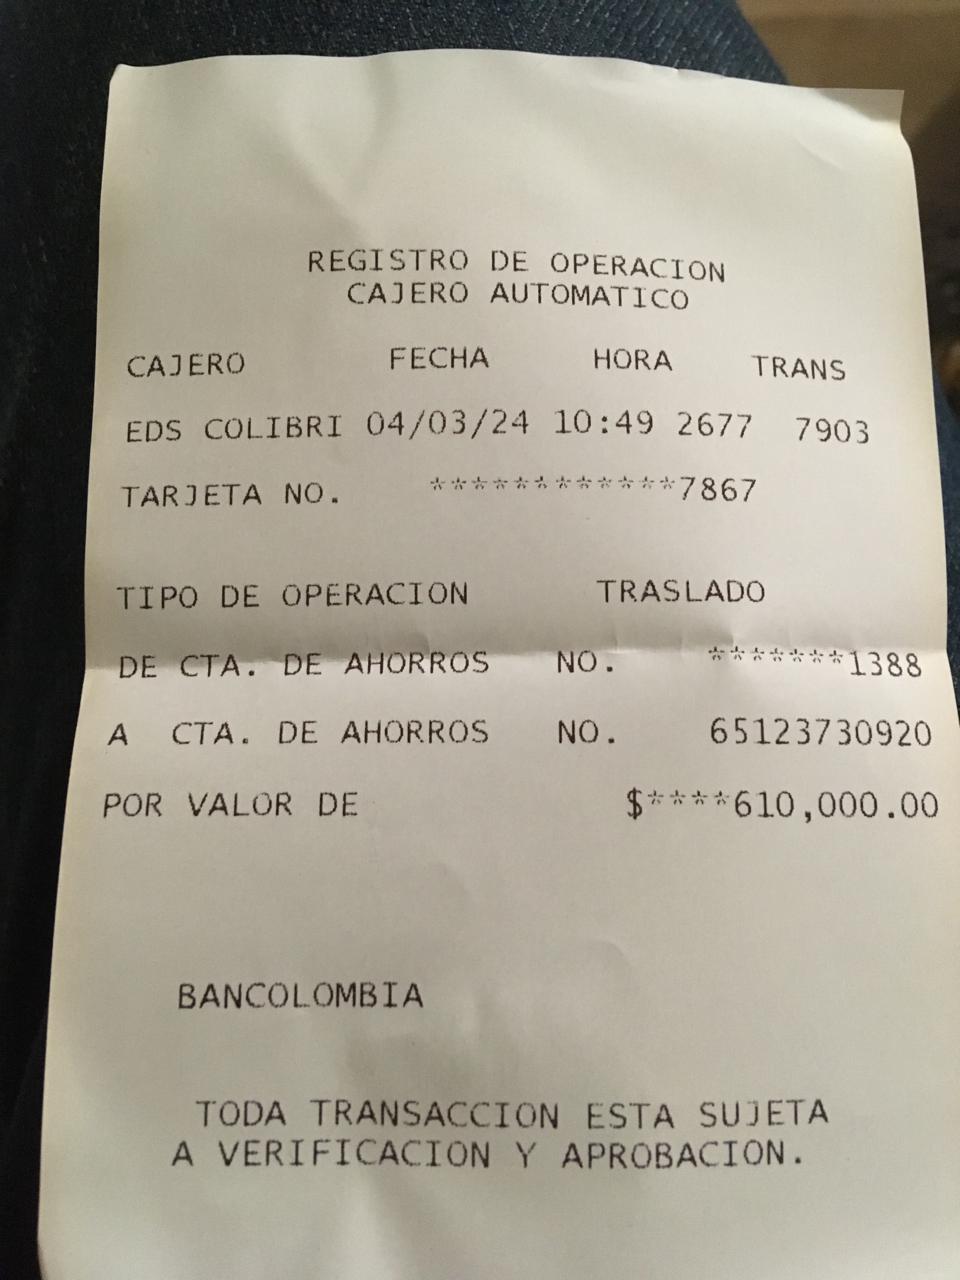 REGISTRO DE OPERACION
CAJERO AUTOMATICO
CAJERO FECHA HORA TRANS
EDS COLIBRI 04/03/24 10:49 2677 7903
TARJETA NO. ************7867
TIPO DE OPERACION TRASLADO
DE CTA. DE AHORROS NO. *******1388
A CTA. DE AHORROS NO. 65123730920
POR VALOR DE $****610,000.00
BANCOLOMBIA
TODA TRANSACCION ESTA SUJETA
A VERIFICACION Y APROBACION.